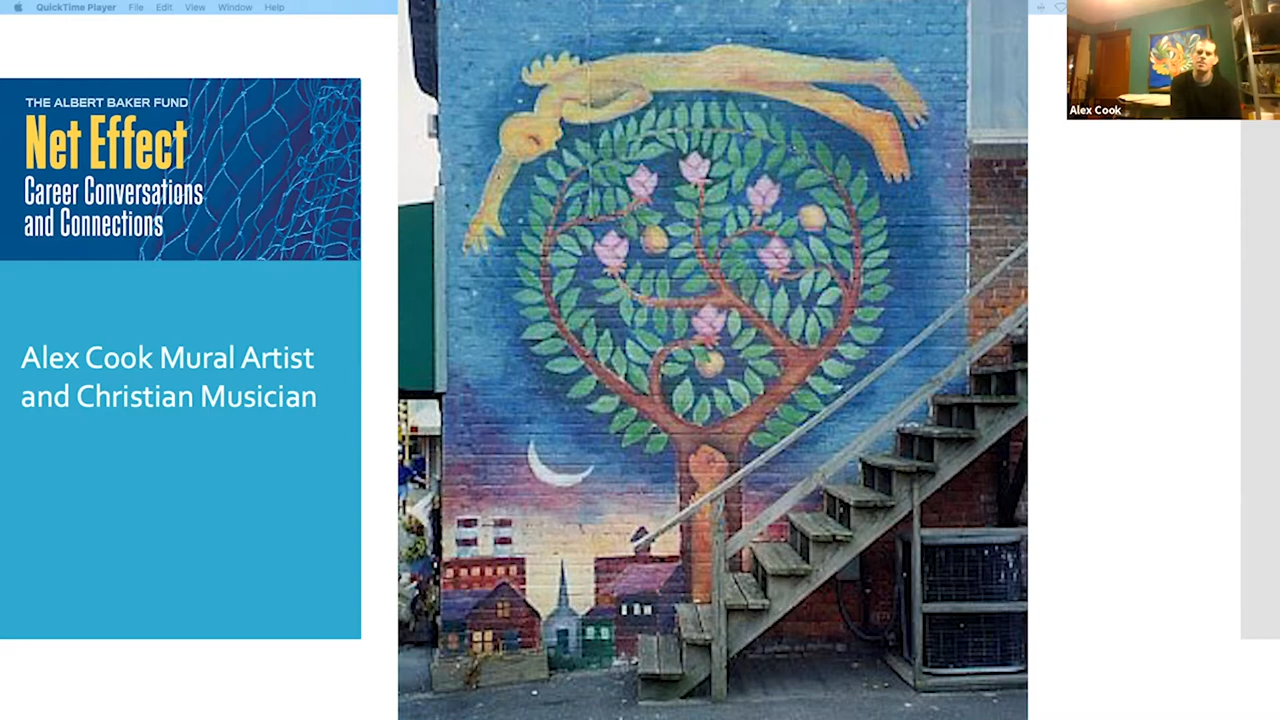 QuickTime Player File Edit View Window Help
THE ALBERT BAKER FUND
Net Effect
Career Conversations
and Connections
Alex Cook Mural Artist
and Christian Musician
Alex Cook